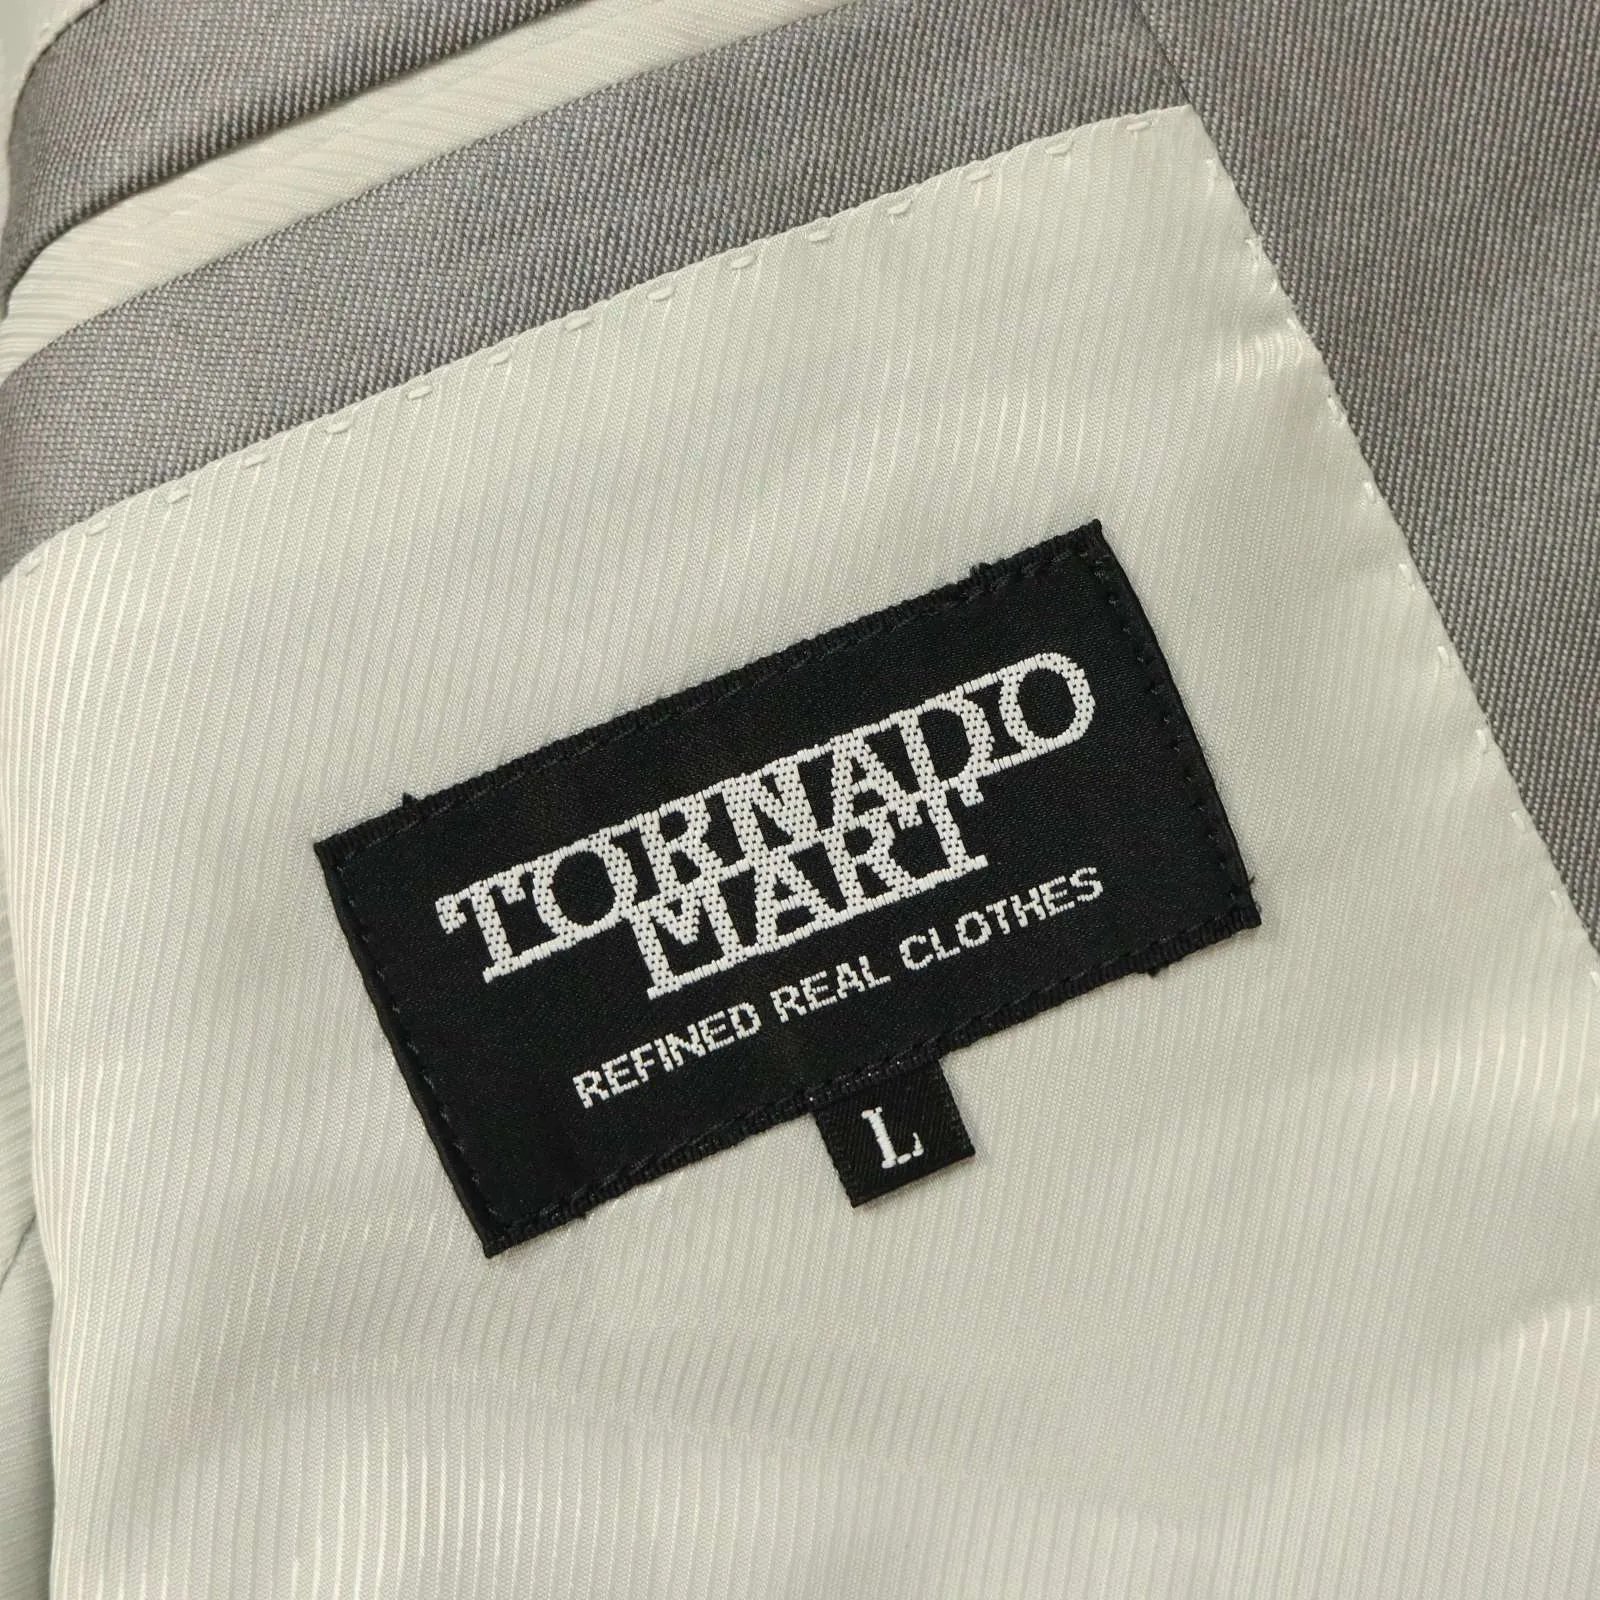 TORNADO
MART
REFINED REAL CLOTHES
L